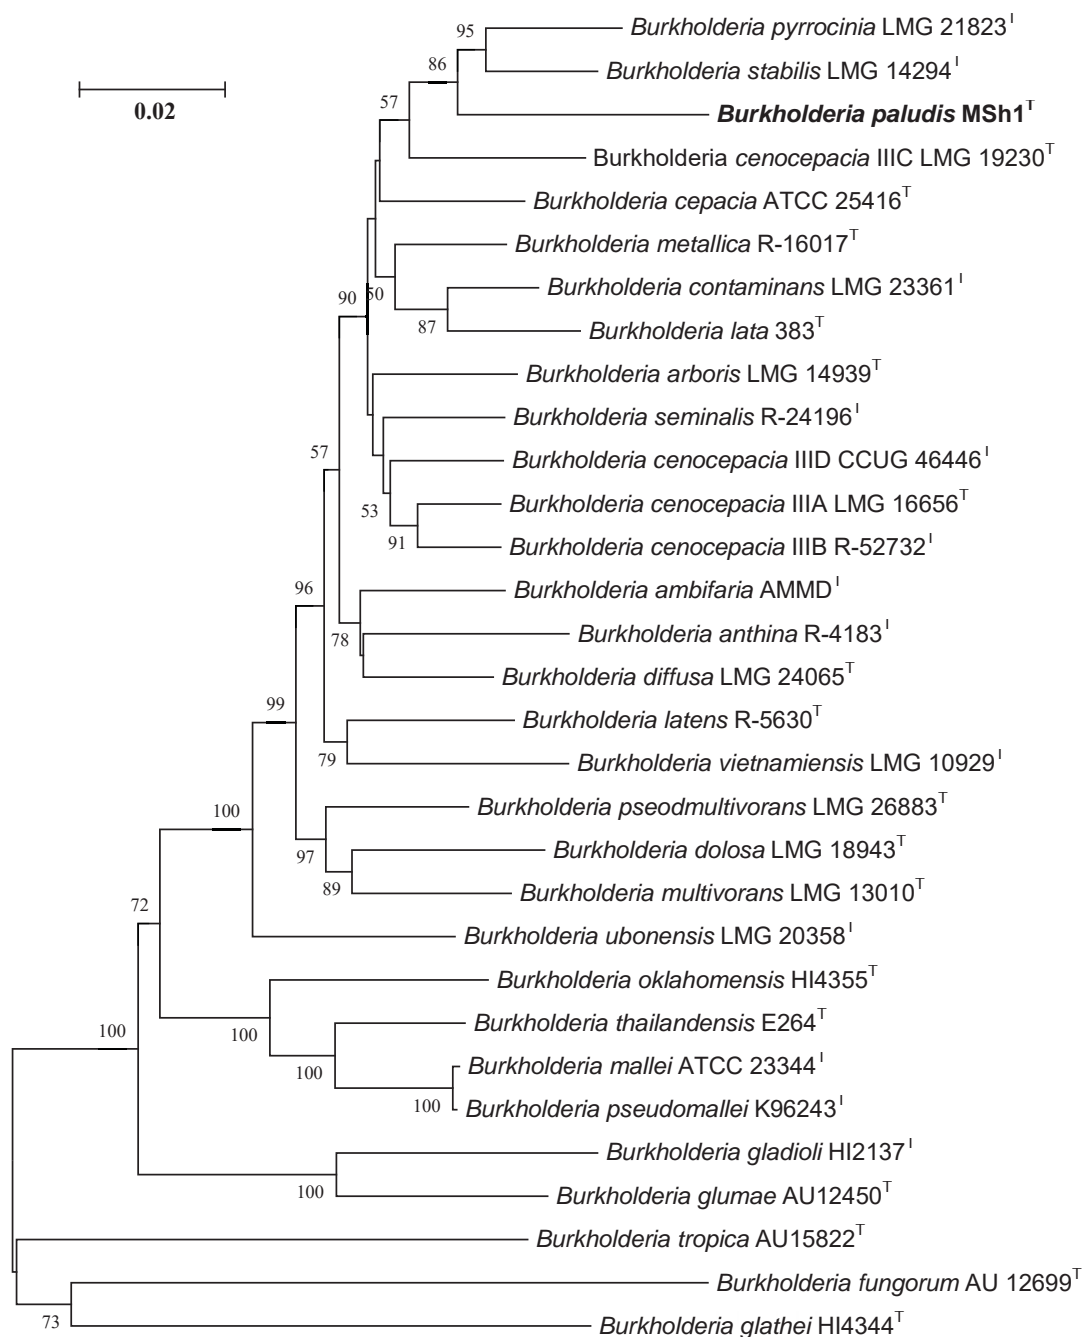 95
Burkholderia pyrrocinia LMG 21823ᴵ
86
Burkholderia stabilis LMG 14294ᴵ
0.02
57
Burkholderia paludis MSh1ᵀ
Burkholderia cenocepacia IIIC LMG 19230ᵀ
Burkholderia cepacia ATCC 25416ᵀ
Burkholderia metallica R-16017ᵀ
90
50
Burkholderia contaminans LMG 23361ᴵ
87
Burkholderia lata 383ᵀ
Burkholderia arboris LMG 14939ᵀ
Burkholderia seminalis R-24196ᴵ
57
Burkholderia cenocepacia IIID CCUG 46446ᴵ
53
Burkholderia cenocepacia IIIA LMG 16656ᵀ
91
Burkholderia cenocepacia IIIB R-52732ᴵ
96
Burkholderia ambifaria AMMDᴵ
78
Burkholderia anthina R-4183ᴵ
Burkholderia diffusa LMG 24065ᵀ
99
Burkholderia latens R-5630ᵀ
79
Burkholderia vietnamiensis LMG 10929ᴵ
100
Burkholderia pseodmultivorans LMG 26883ᵀ
97
Burkholderia dolosa LMG 18943ᵀ
89
Burkholderia multivorans LMG 13010ᵀ
72
Burkholderia ubonensis LMG 20358ᴵ
Burkholderia oklahomensis HI4355ᵀ
100
100
Burkholderia thailandensis E264ᵀ
100
Burkholderia mallei ATCC 23344ᴵ
100
Burkholderia pseudomallei K96243ᴵ
Burkholderia gladioli HI2137ᴵ
100
Burkholderia glumae AU12450ᵀ
Burkholderia tropica AU15822ᵀ
Burkholderia fungorum AU 12699ᵀ
73
Burkholderia glathei HI4344ᵀ